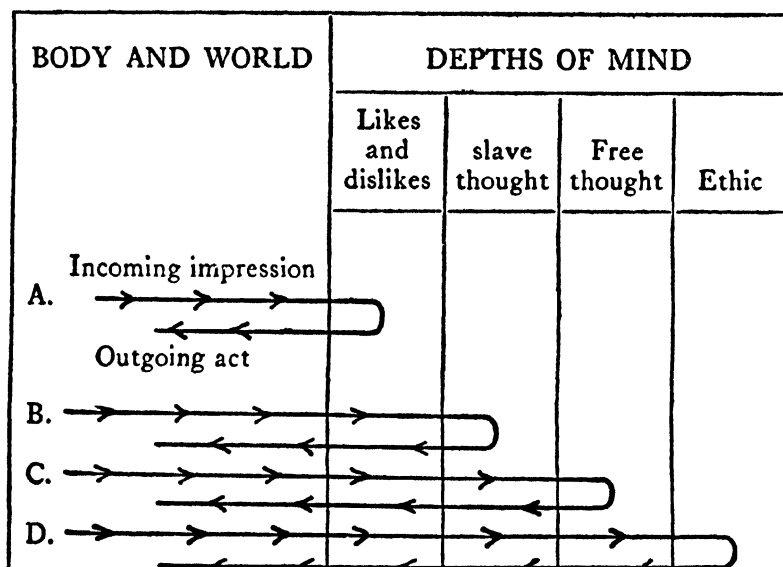 BODY AND WORLD
DEPTHS OF MIND
Likes
and
dislikes
slave
thought
Free
thought
Ethic
Incoming impression
A.
Outgoing act
B.
C.
D.